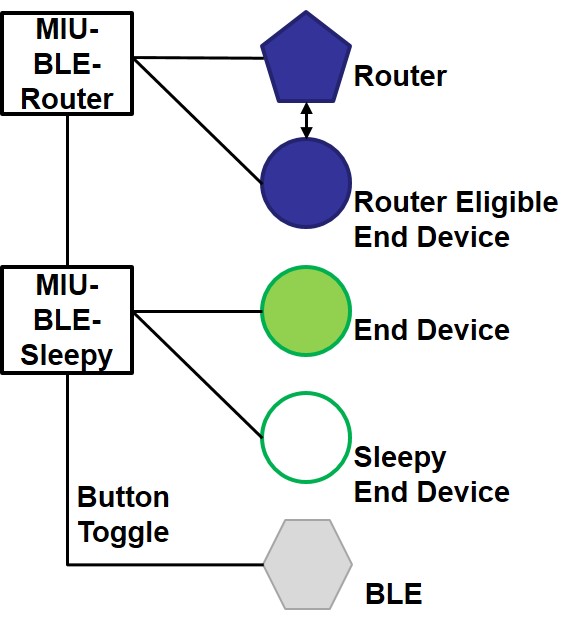 MIU-
BLE-
Router
Router
Router Eligible
End Device
MIU-
BLE-
Sleepy
End Device
Sleepy
End Device
Button
Toggle
BLE